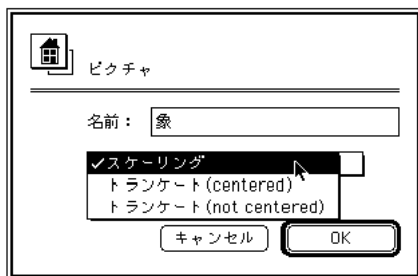 ピクチャ
名前： 象
✓スケーリング
トランケート(centered)
トランケート(not centered)
キャンセル OK